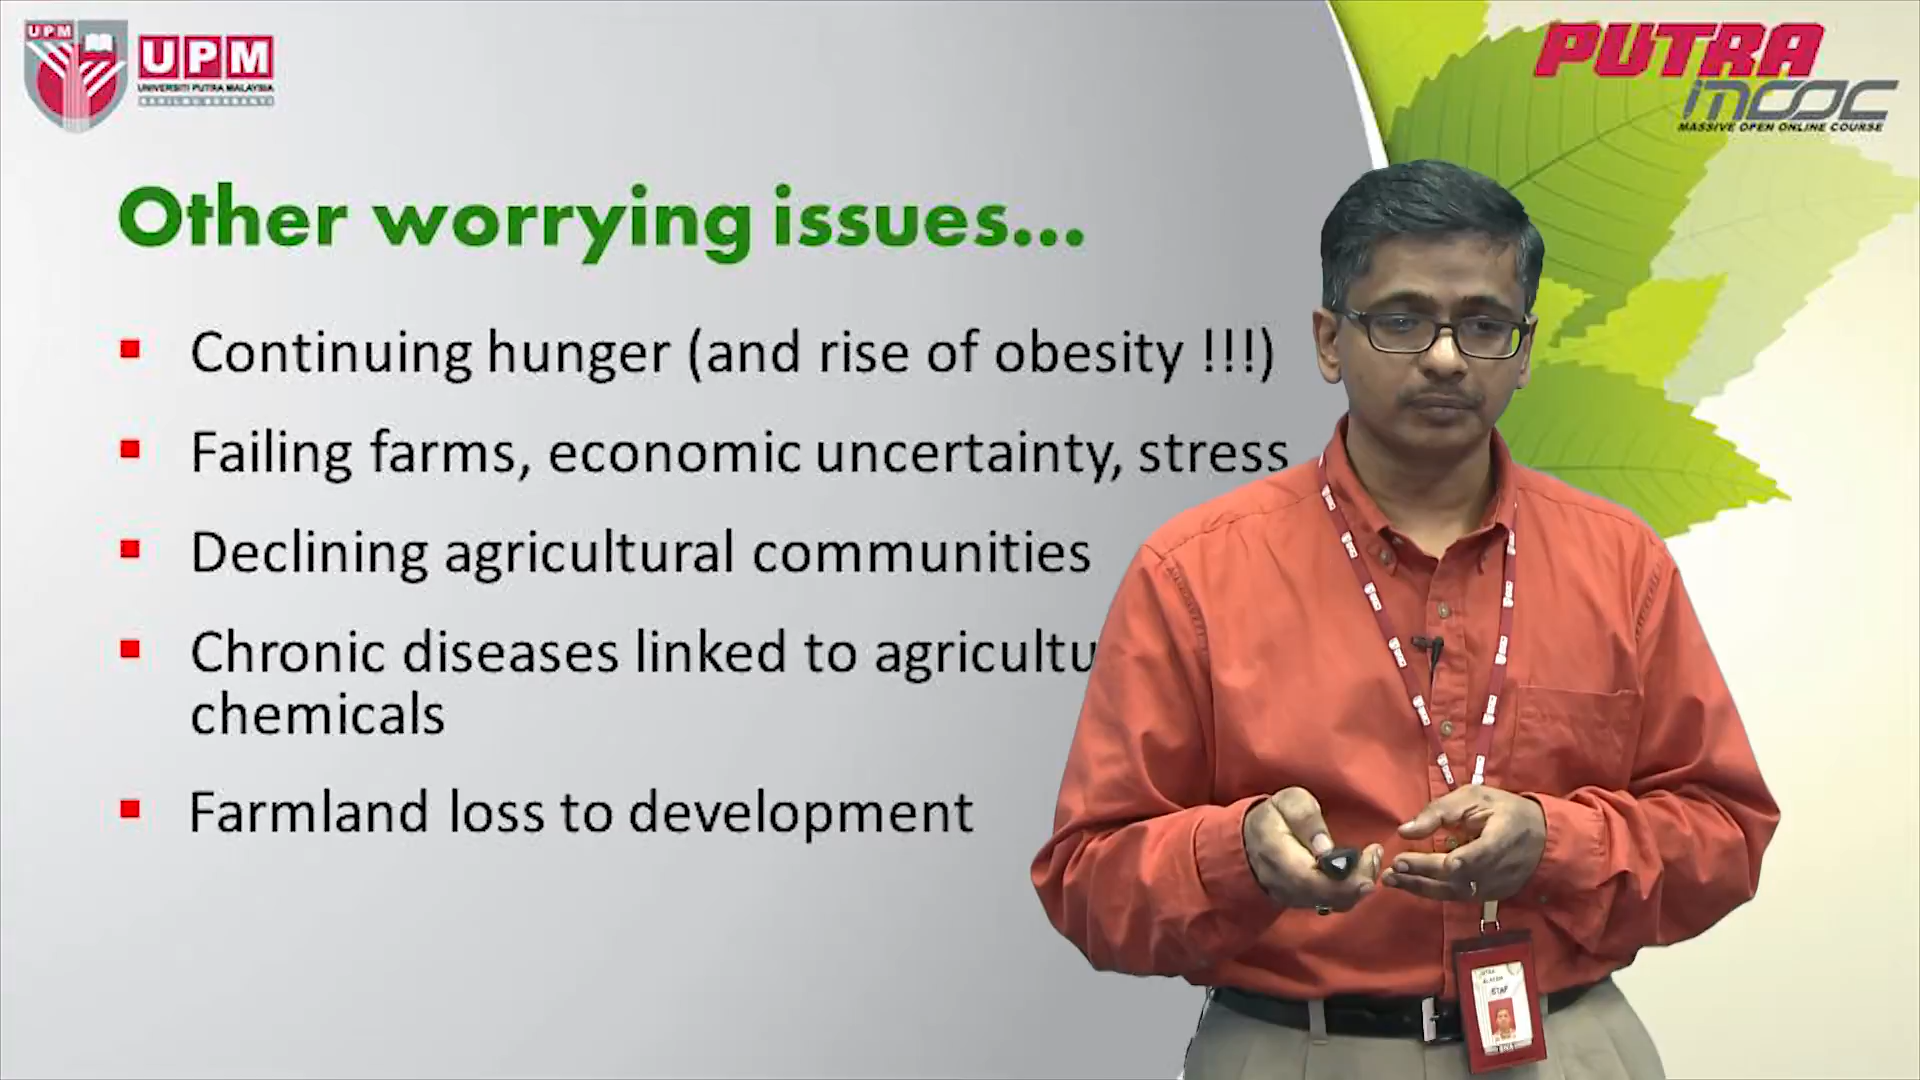 UPM
UPM
UNIVERSITI PUTRA MALAYSIA
BERILMU BERBAKTI
PUTRA
mooc
MASSIVE OPEN ONLINE COURSE
Other worrying issues...
▪ Continuing hunger (and rise of obesity !!!)
▪ Failing farms, economic uncertainty, stress
▪ Declining agricultural communities
▪ Chronic diseases linked to agricultu
chemicals
▪ Farmland loss to development